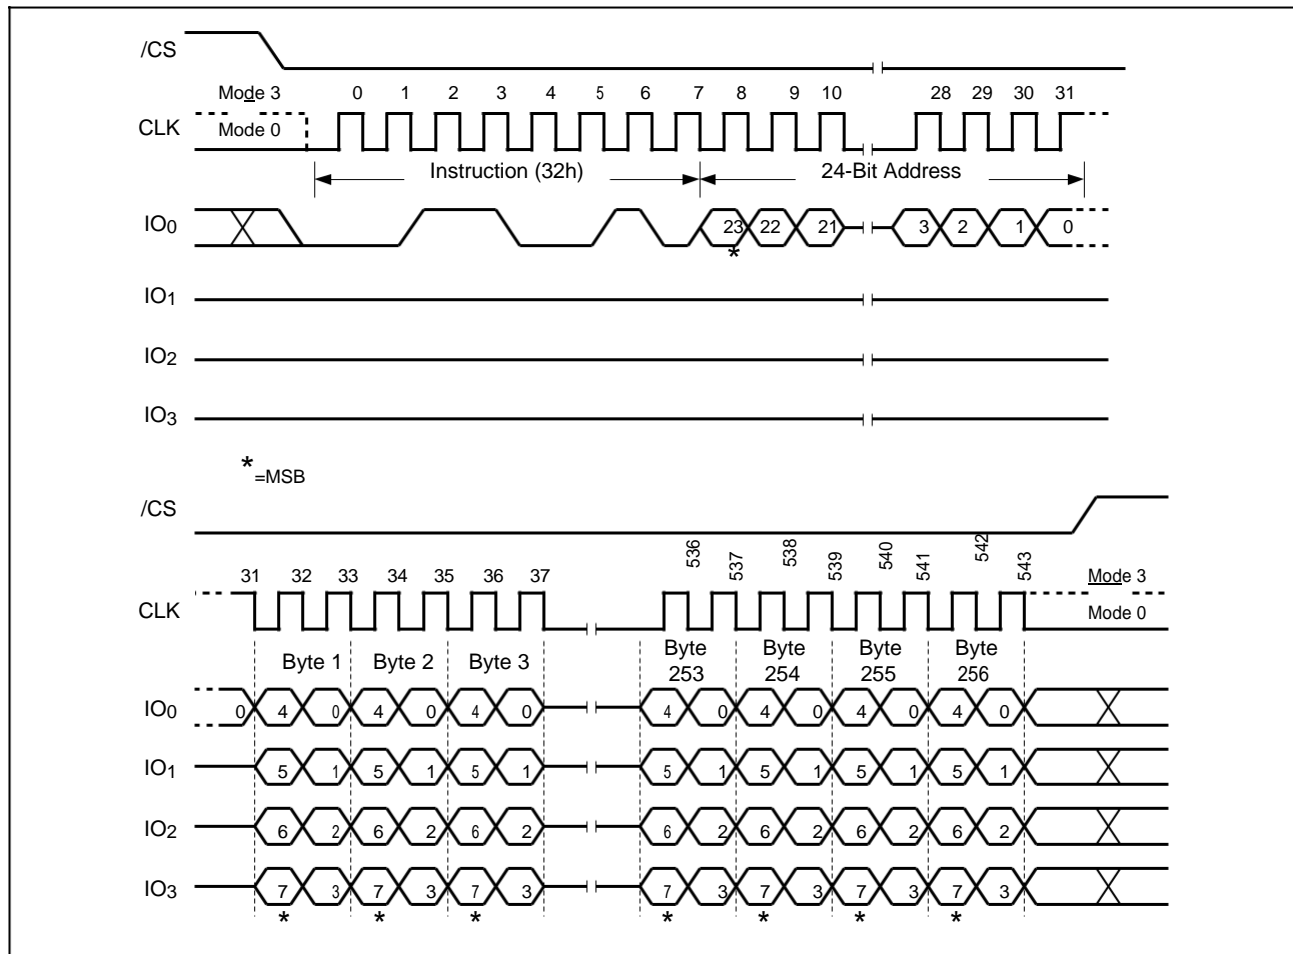 /CS
Mode 3 0 1 2 3 4 5 6 7 8 9 10 28 29 30 31
CLK Mode 0
Instruction (32h) 24-Bit Address
IO0 23 22 21 3 2 1 0
*
IO1
IO2
IO3
* =MSB
/CS
31 32 33 34 35 36 37 536 537 538 539 540 541 542 543 Mode 3
CLK Mode 0
Byte 1 Byte 2 Byte 3 Byte 253 Byte 254 Byte 255 Byte 256
IO0 0 4 0 4 0 4 0 4 0 4 0 4 0 4 0
IO1 5 1 5 1 5 1 5 1 5 1 5 1 5 1
IO2 6 2 6 2 6 2 6 2 6 2 6 2 6 2
IO3 7 3 7 3 7 3 7 3 7 3 7 3 7 3
* * * * * * *